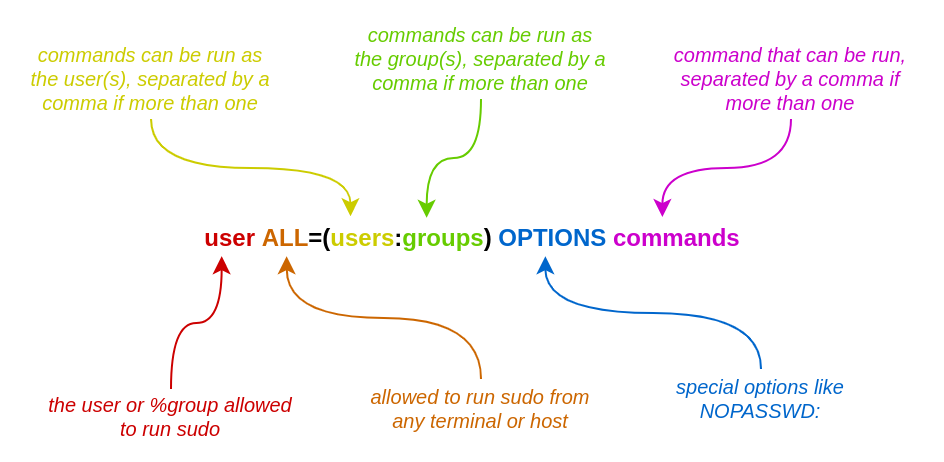 commands can be run as
the user(s), separated by a
comma if more than one
commands can be run as
the group(s), separated by a
comma if more than one
command that can be run,
separated by a comma if
more than one
user ALL=(users:groups) OPTIONS commands
the user or %group allowed
to run sudo
allowed to run sudo from
any terminal or host
special options like
NOPASSWD: